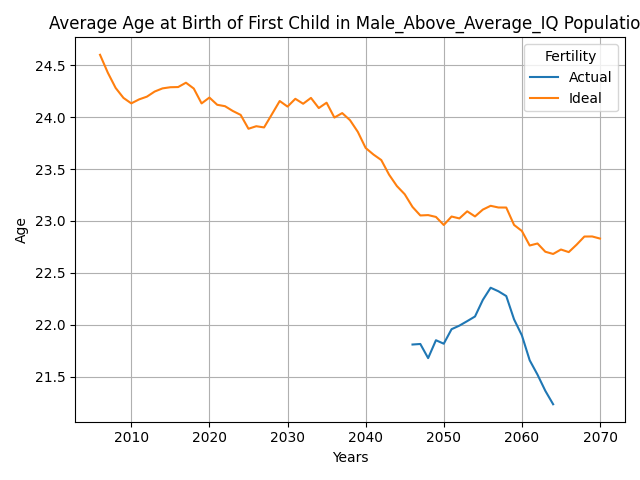 Average Age at Birth of First Child in Male_Above_Average_IQ Populatio
Fertility
Actual
Ideal
24.5
24.0
23.5
23.0
22.5
22.0
21.5
Age
2010 2020 2030 2040 2050 2060 2070
Years